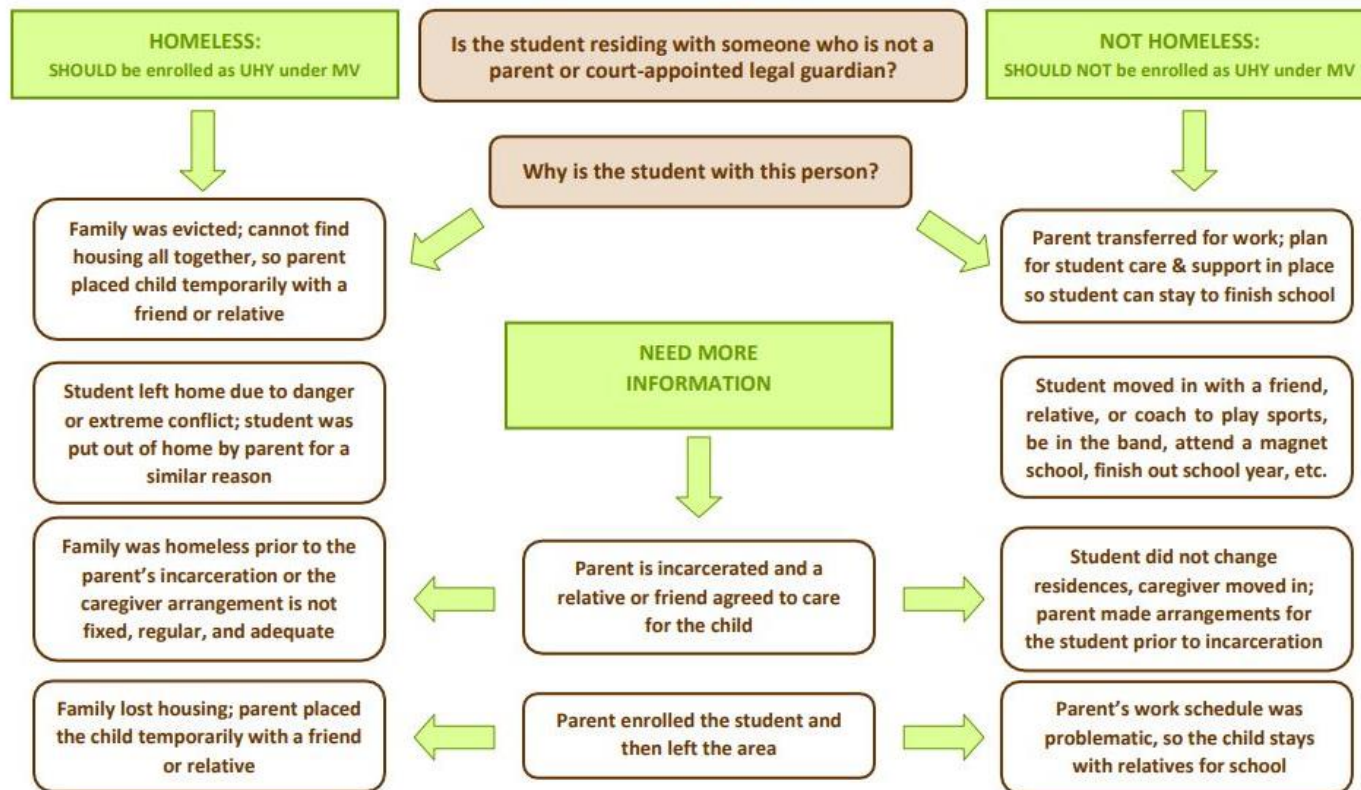 HOMELESS:
SHOULD be enrolled as UHY under MV
Is the student residing with someone who is not a
parent or court-appointed legal guardian?
NOT HOMELESS:
SHOULD NOT be enrolled as UHY under MV
Why is the student with this person?
Family was evicted; cannot find
housing all together, so parent
placed child temporarily with a
friend or relative
Parent transferred for work; plan
for student care & support in place
so student can stay to finish school
NEED MORE
INFORMATION
Student left home due to danger
or extreme conflict; student was
put out of home by parent for a
similar reason
Student moved in with a friend,
relative, or coach to play sports,
be in the band, attend a magnet
school, finish out school year, etc.
Family was homeless prior to the
parent’s incarceration or the
caregiver arrangement is not
fixed, regular, and adequate
Parent is incarcerated and a
relative or friend agreed to care
for the child
Student did not change
residences, caregiver moved in;
parent made arrangements for
the student prior to incarceration
Family lost housing; parent placed
the child temporarily with a friend
or relative
Parent enrolled the student and
then left the area
Parent’s work schedule was
problematic, so the child stays
with relatives for school